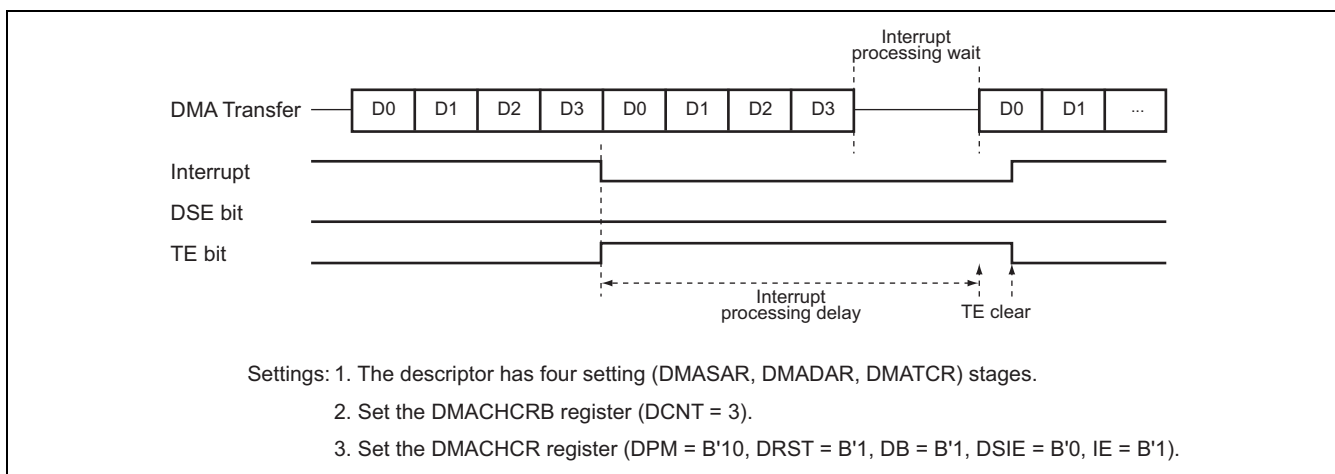 Interrupt
processing wait
DMA Transfer D0 D1 D2 D3 D0 D1 D2 D3 D0 D1 ...
Interrupt
DSE bit
TE bit
Interrupt
processing delay
TE clear
Settings: 1. The descriptor has four setting (DMASAR, DMADAR, DMATCR) stages.
2. Set the DMACHCRB register (DCNT = 3).
3. Set the DMACHCR register (DPM = B'10, DRST = B'1, DB = B'1, DSIE = B'0, IE = B'1).